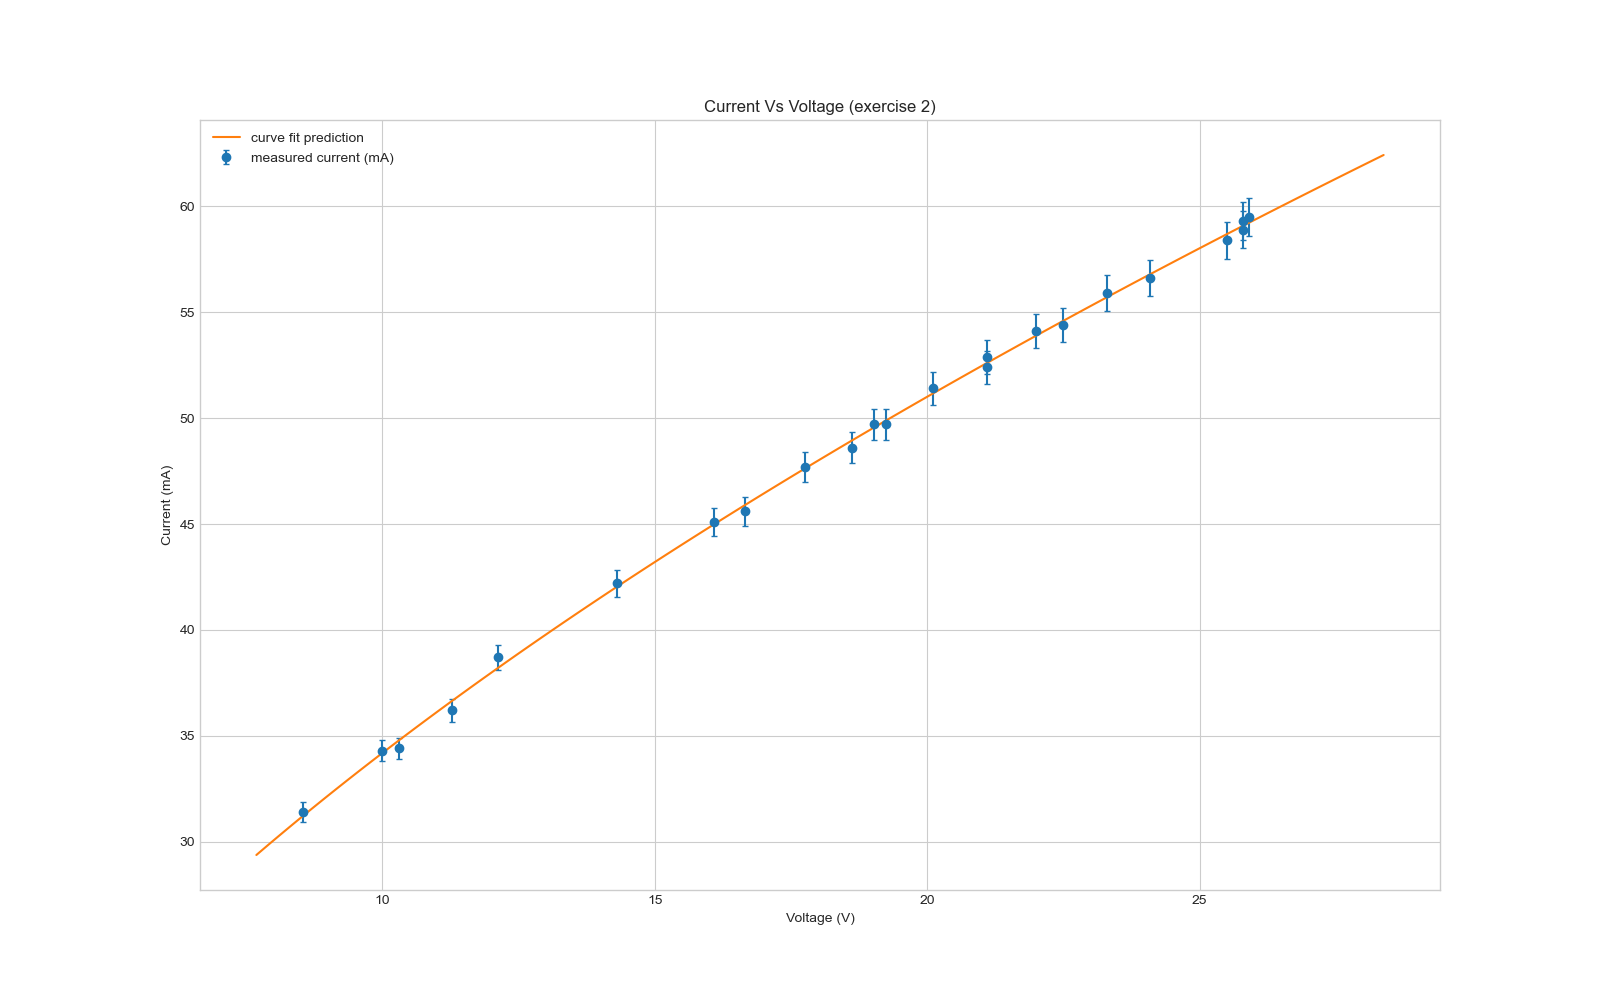 Current Vs Voltage (exercise 2)
curve fit prediction
measured current (mA)
60
55
50
45
40
35
30
Current (mA)
10 15 20 25
Voltage (V)